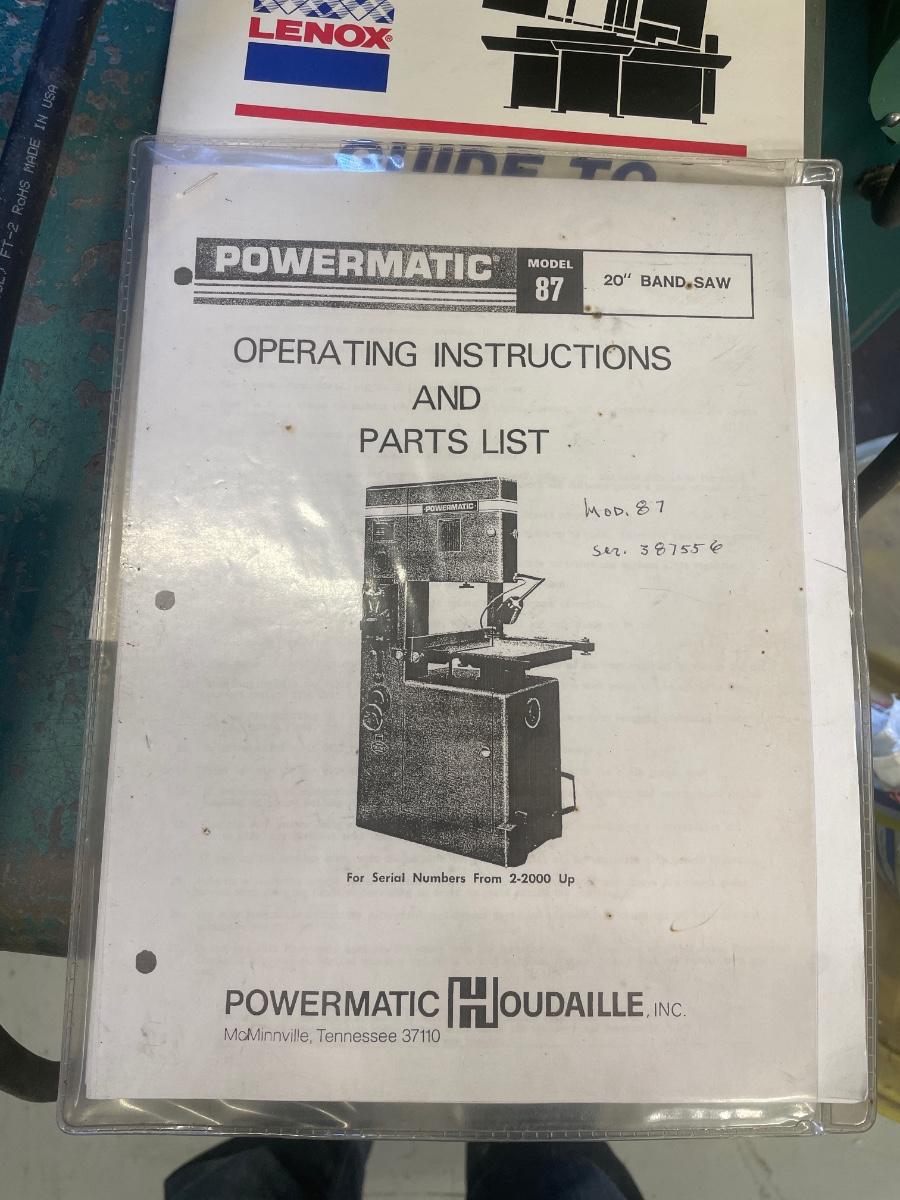 LENOX®
GUIDE TO
FT-2 RoHS MADE IN USA
POWERMATIC® MODEL 87 20" BAND SAW
OPERATING INSTRUCTIONS
AND
PARTS LIST
POWERMATIC
Mod. 87
Ser. 387556
For Serial Numbers From 2-2000 Up
POWERMATIC HOUDAILLE, INC.
McMinnville, Tennessee 37110